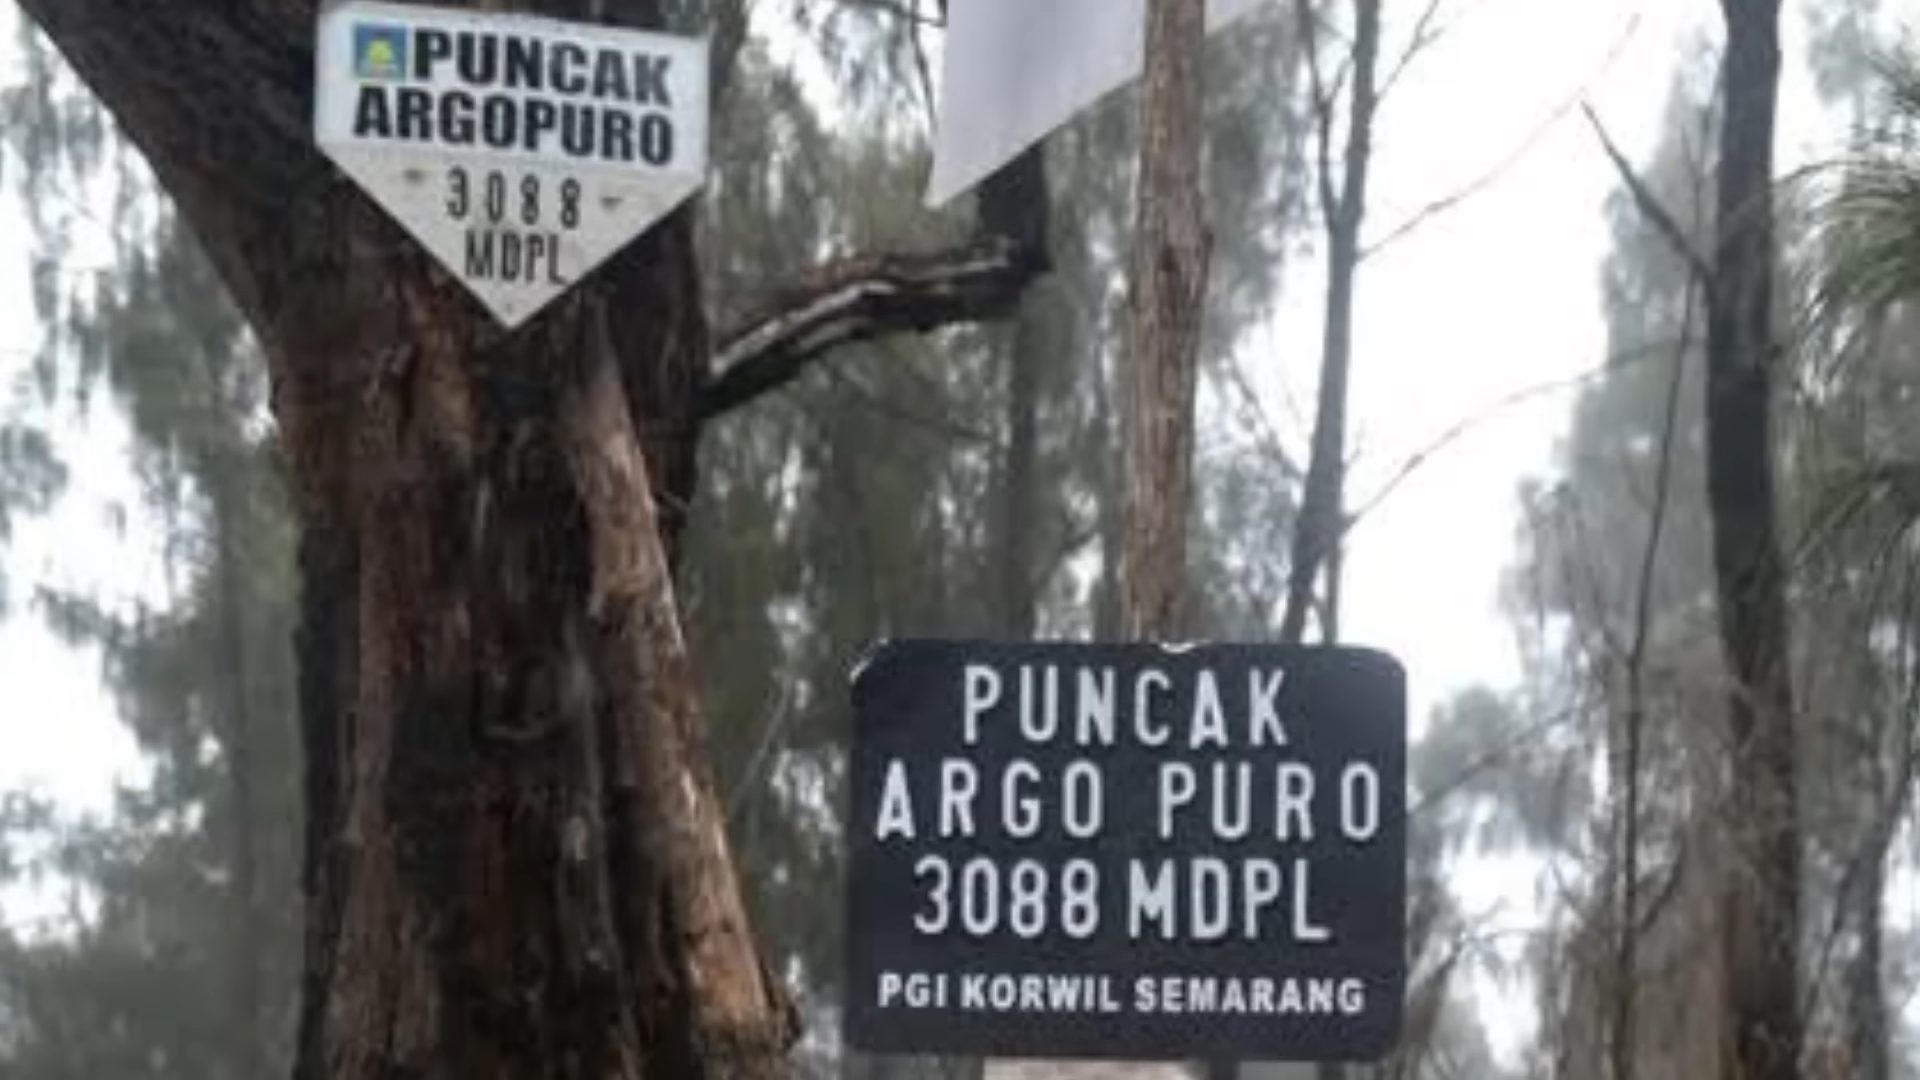 PUNCAK
ARGOPURO
3088
MDPL
PUNCAK
ARGO PURO
3088 MDPL
PGI KORWIL SEMARANG